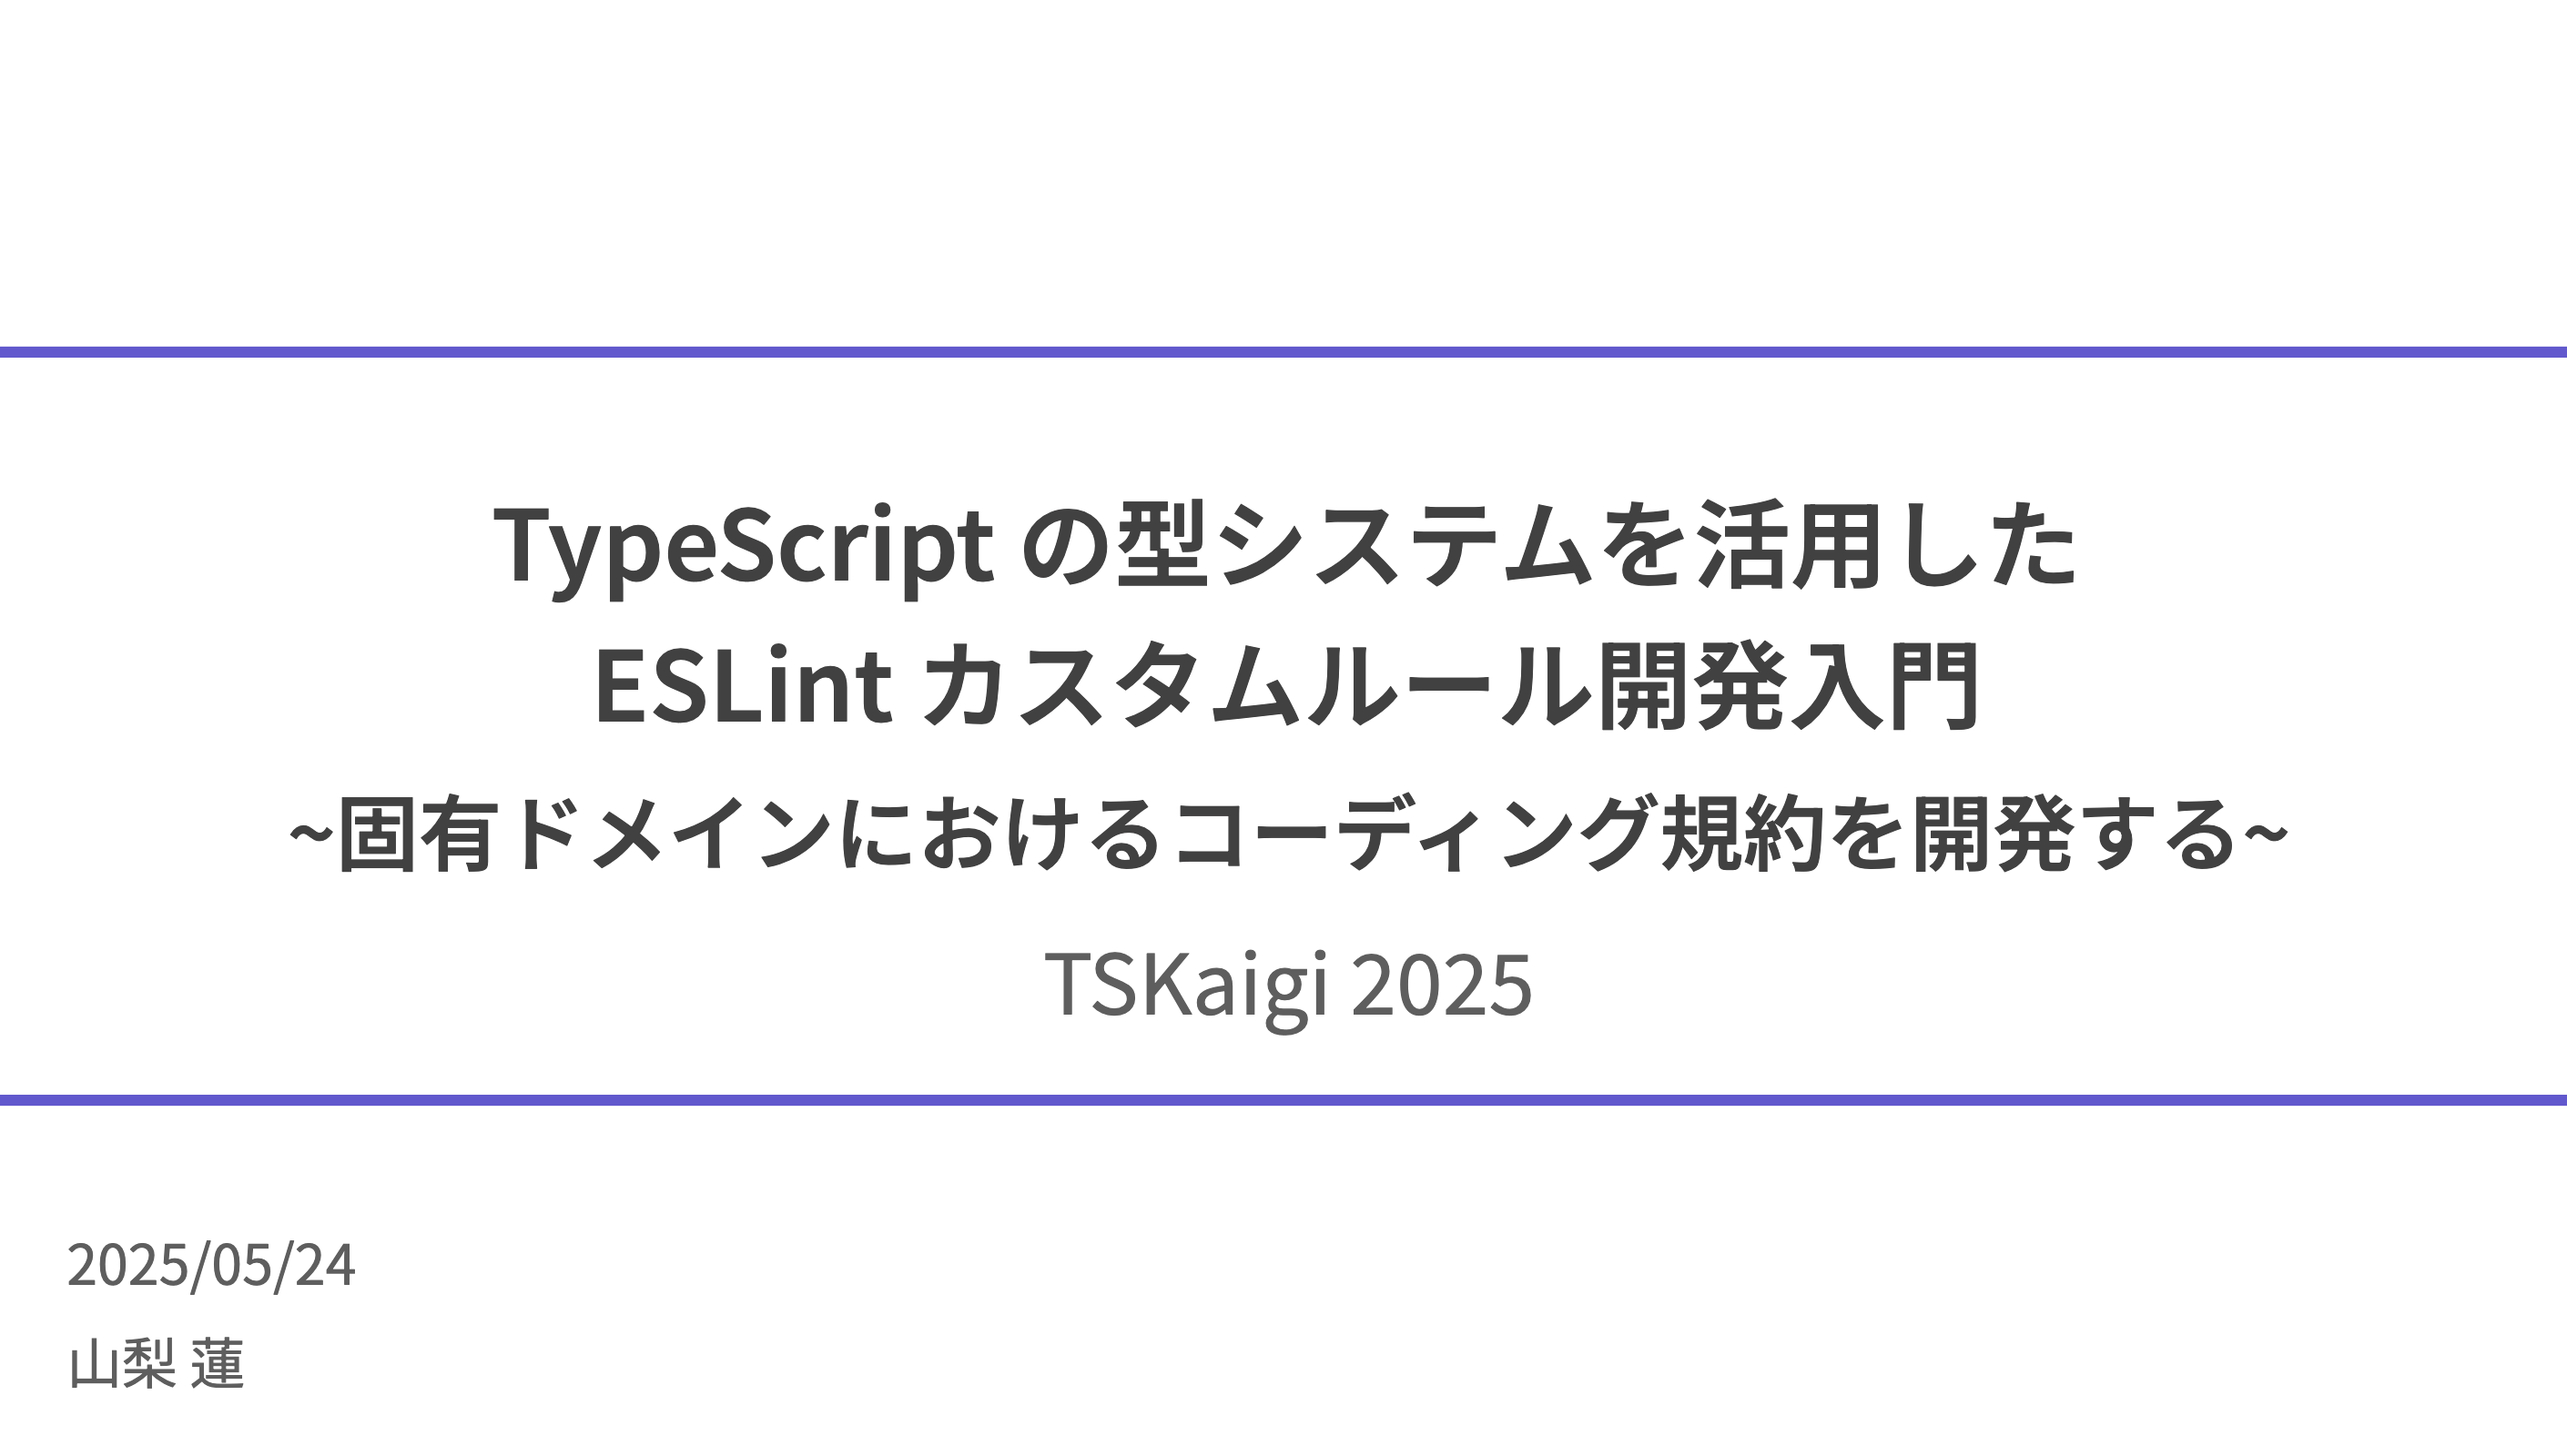 TypeScript の型システムを活用した
ESLint カスタムルール開発入門
~固有ドメインにおけるコーディング規約を開発する~
TSKaigi 2025
2025/05/24
山梨 蓮